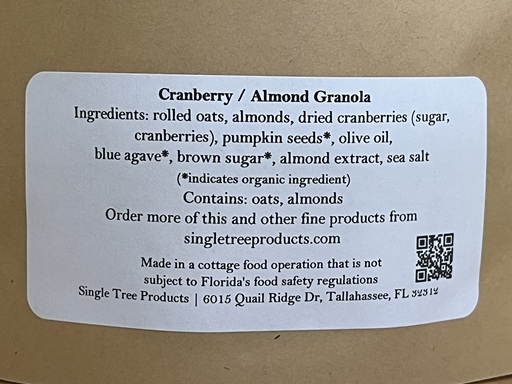 Cranberry / Almond Granola
Ingredients: rolled oats, almonds, dried cranberries (sugar,
cranberries), pumpkin seeds*, olive oil,
blue agave*, brown sugar*, almond extract, sea salt
(*indicates organic ingredient)
Contains: oats, almonds
Order more of this and other fine products from
singletreeproducts.com
Made in a cottage food operation that is not
subject to Florida's food safety regulations
Single Tree Products | 6015 Quail Ridge Dr, Tallahassee, FL 32312